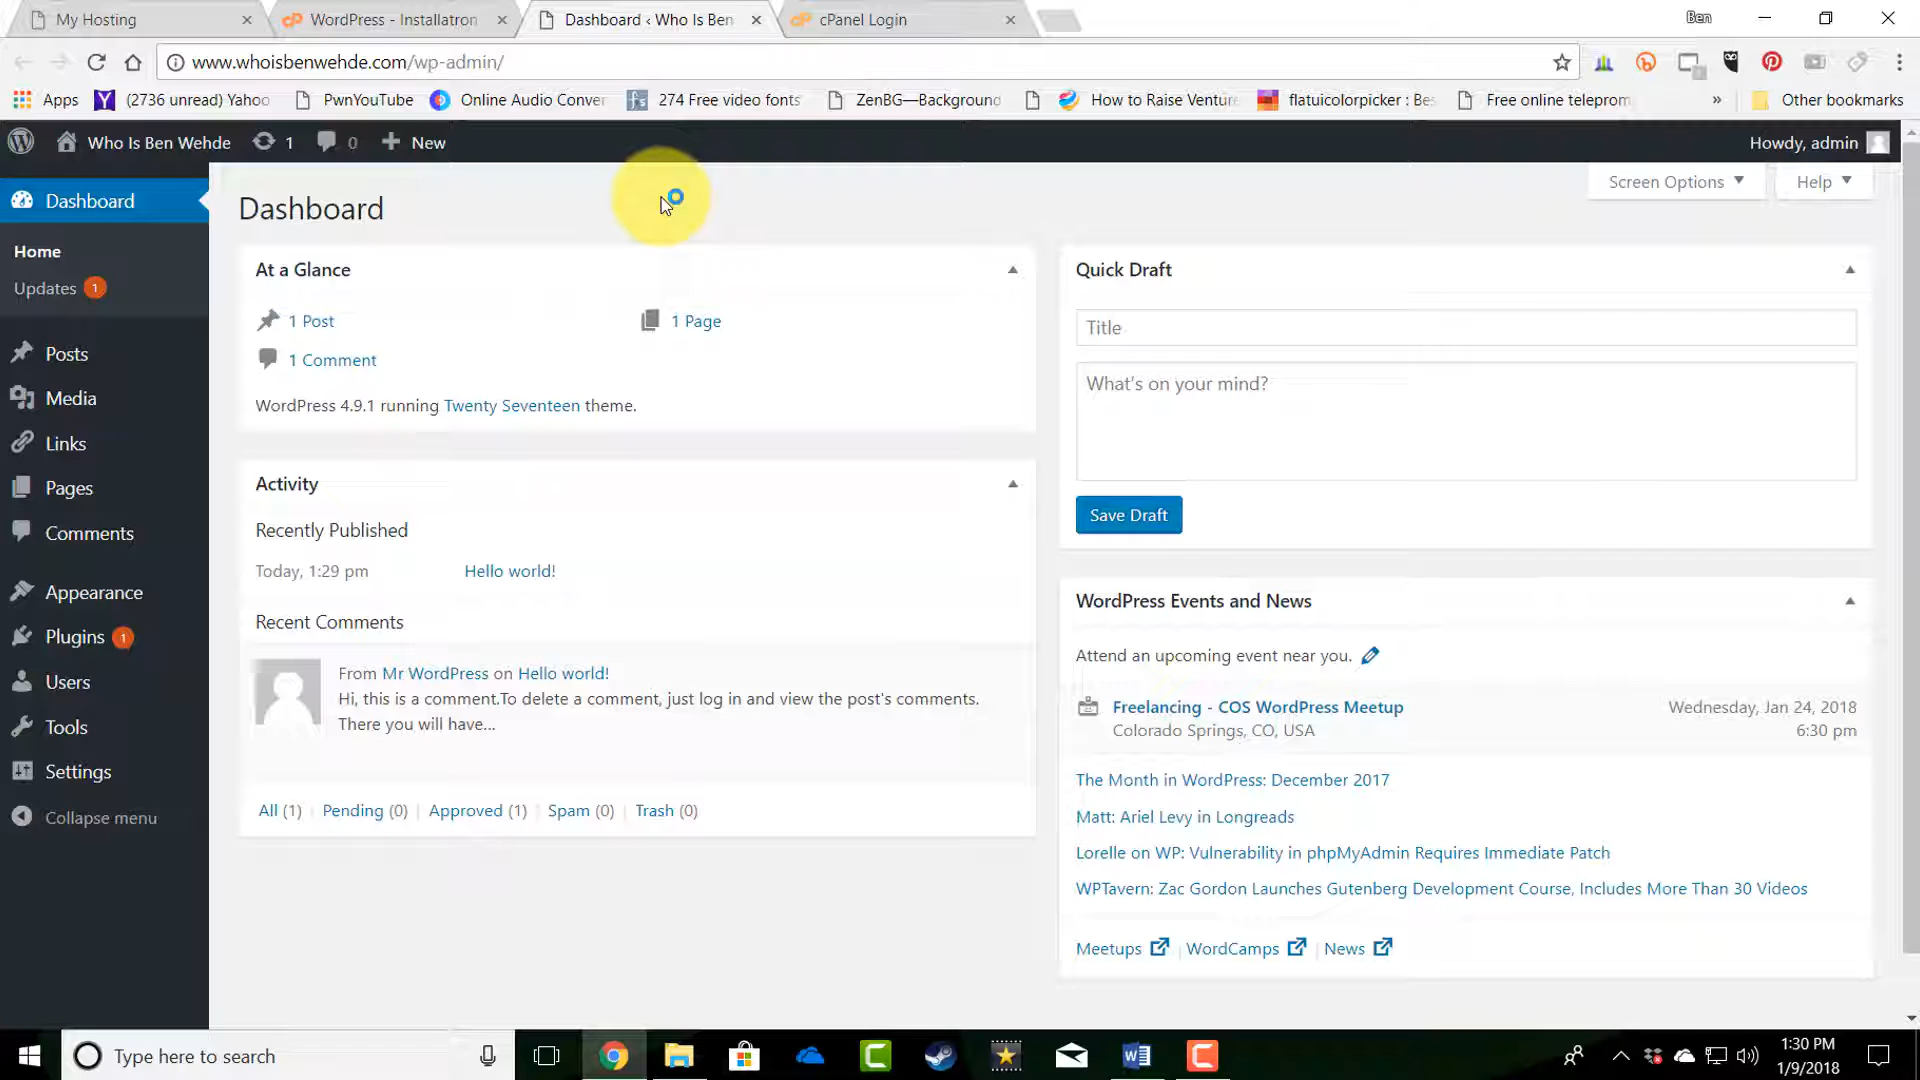 My Hosting
WordPress - Installatron
Dashboard ‹ Who Is Ben
cPanel Login
Ben
www.whoisbenwehde.com/wp-admin/
Apps
(2736 unread) Yahoo
PwnYouTube
Online Audio Conver
274 Free video fonts
ZenBG—Background
How to Raise Ventur
flatuicolorpicker : Bes
Free online teleprom
»
Other bookmarks
Who Is Ben Wehde
1
0
New
Howdy, admin
Dashboard
Home
Updates 1
Posts
Media
Links
Pages
Comments
Appearance
Plugins 1
Users
Tools
Settings
Collapse menu
Screen Options
Help
Dashboard
At a Glance
1 Post
1 Page
1 Comment
WordPress 4.9.1 running Twenty Seventeen theme.
Activity
Recently Published
Today, 1:29 pm
Hello world!
Recent Comments
From Mr WordPress on Hello world!
Hi, this is a comment.To delete a comment, just log in and view the post's comments.
There you will have...
All (1) | Pending (0) | Approved (1) | Spam (0) | Trash (0)
Quick Draft
Title
What's on your mind?
Save Draft
WordPress Events and News
Attend an upcoming event near you.
Freelancing - COS WordPress Meetup
Colorado Springs, CO, USA
Wednesday, Jan 24, 2018
6:30 pm
The Month in WordPress: December 2017
Matt: Ariel Levy in Longreads
Lorelle on WP: Vulnerability in phpMyAdmin Requires Immediate Patch
WPTavern: Zac Gordon Launches Gutenberg Development Course, Includes More Than 30 Videos
Meetups | WordCamps | News
Type here to search
1:30 PM
1/9/2018